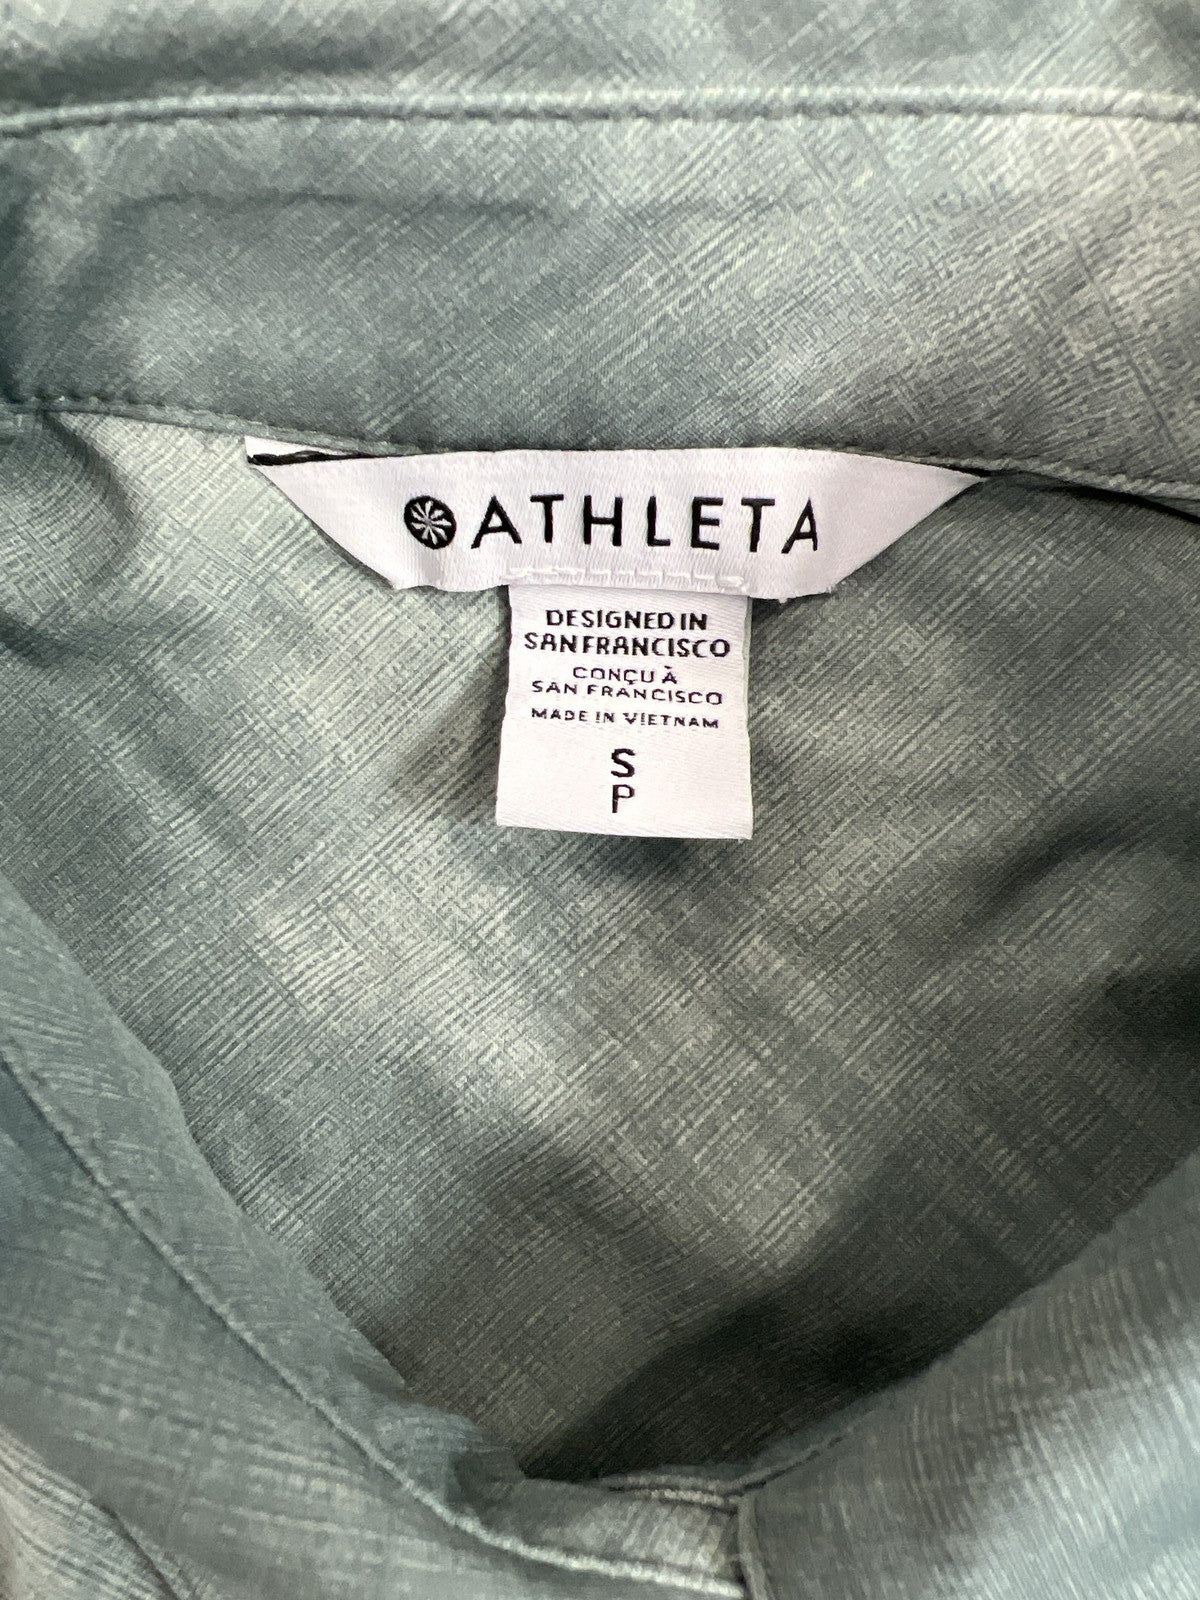 ATHLETA
DESIGNED IN
SAN FRANCISCO
CONÇU À
SAN FRANCISCO
MADE IN VIETNAM
S
P